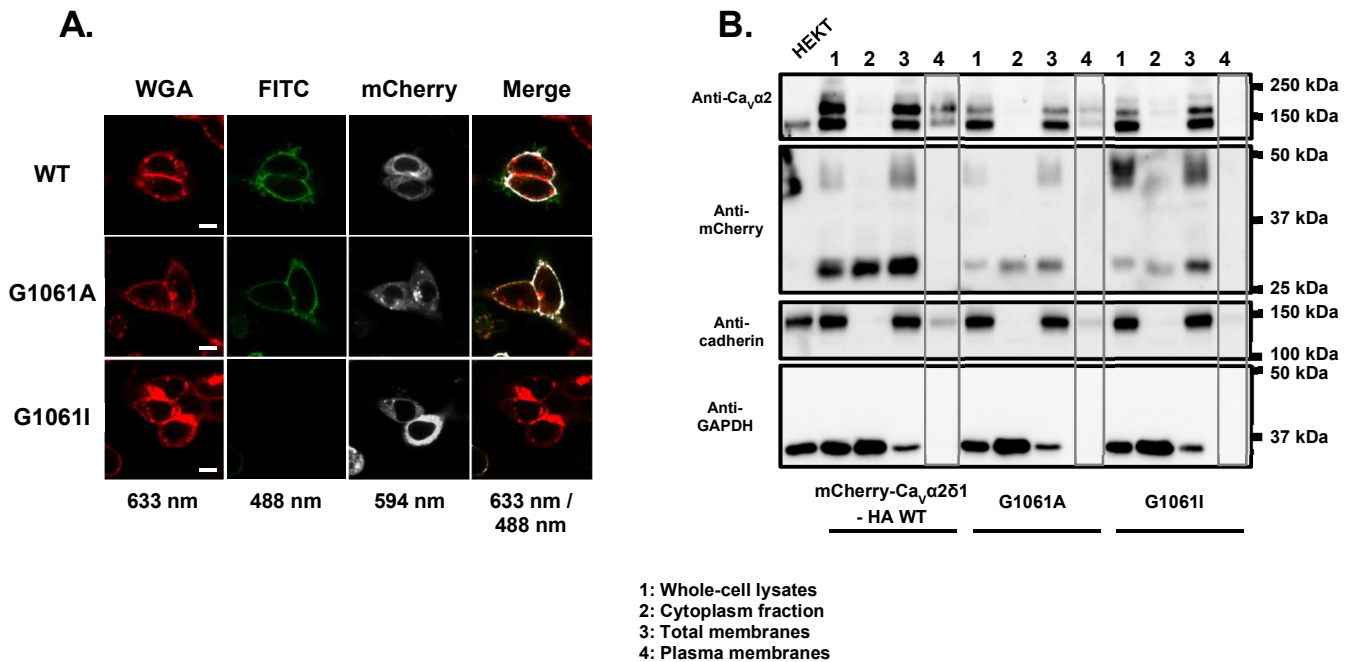 A.
WGA FITC mCherry Merge
WT
G1061A
G1061I
633 nm 488 nm 594 nm 633 nm /
488 nm
B.
HEKT 1 2 3 4 1 2 3 4 1 2 3 4
Anti-CaVα2
250 kDa
150 kDa
Anti-
mCherry
50 kDa
37 kDa
25 kDa
Anti-
cadherin
150 kDa
100 kDa
Anti-
GAPDH
50 kDa
37 kDa
mCherry-CaVα2δ1
- HA WT
G1061A
G1061I
1: Whole-cell lysates
2: Cytoplasm fraction
3: Total membranes
4: Plasma membranes